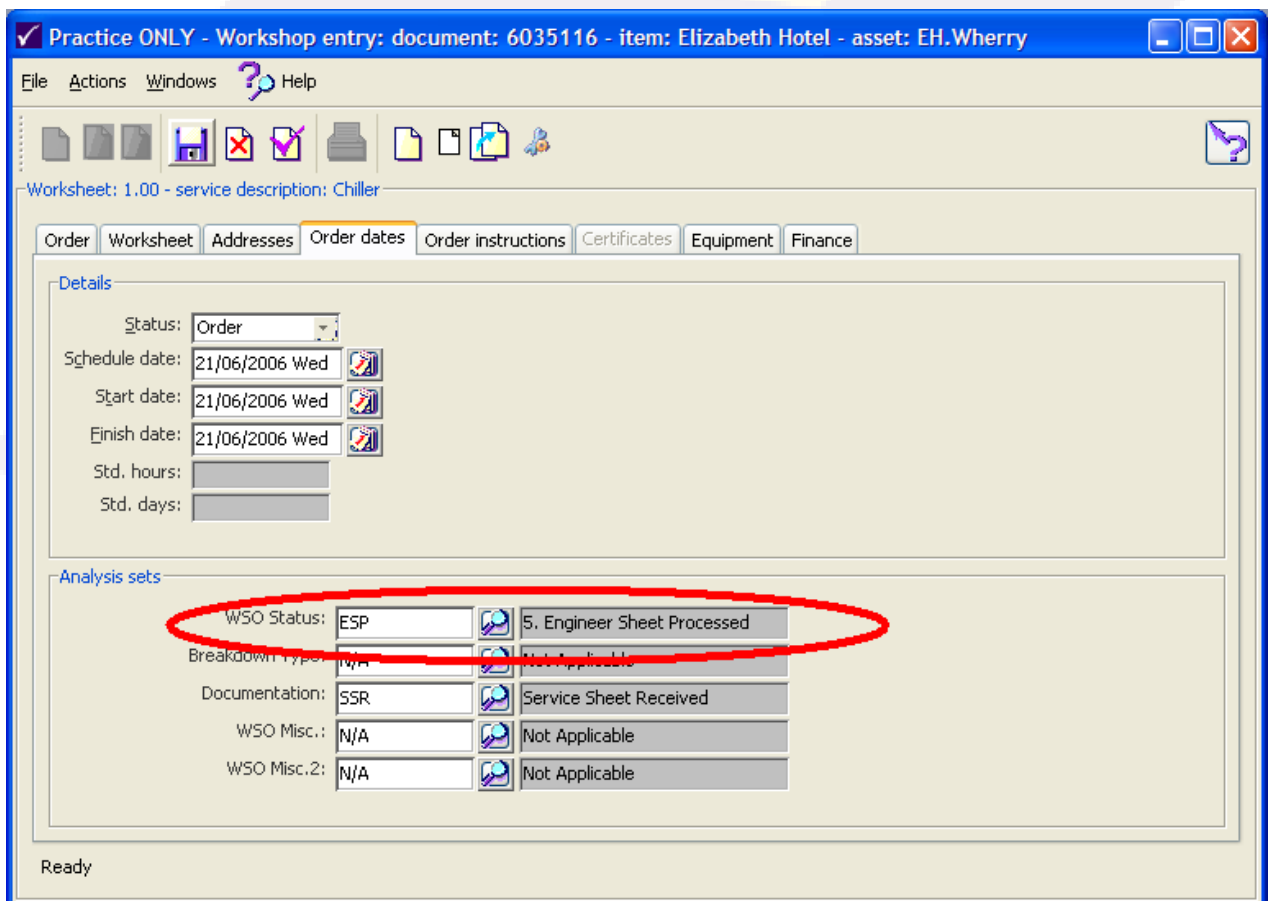 Practice ONLY - Workshop entry: document: 6035116 - item: Elizabeth Hotel - asset: EH.Wherry
File Actions Windows Help
Worksheet: 1.00 - service description: Chiller
Order Worksheet Addresses Order dates Order instructions Certificates Equipment Finance
Details
Status: Order
Schedule date: 21/06/2006 Wed
Start date: 21/06/2006 Wed
Finish date: 21/06/2006 Wed
Std. hours:
Std. days:
Analysis sets
WSO Status: ESP 5. Engineer Sheet Processed
Breakdown Type: N/A Not Applicable
Documentation: SSR Service Sheet Received
WSO Misc.: N/A Not Applicable
WSO Misc.2: N/A Not Applicable
Ready